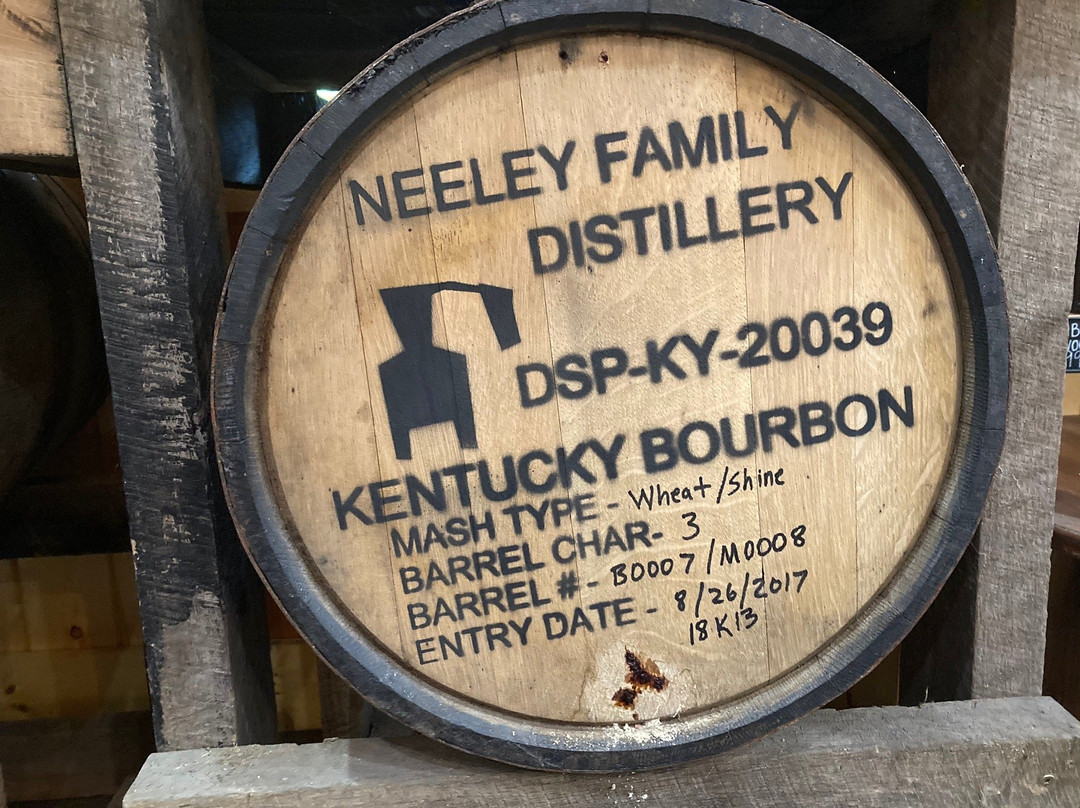 NEELEY FAMILY
DISTILLERY
DSP-KY-20039
KENTUCKY BOURBON
MASH TYPE - Wheat/Shine
BARREL CHAR- 3
BARREL # - B0007/M0008
ENTRY DATE - 8/26/2017
18K13